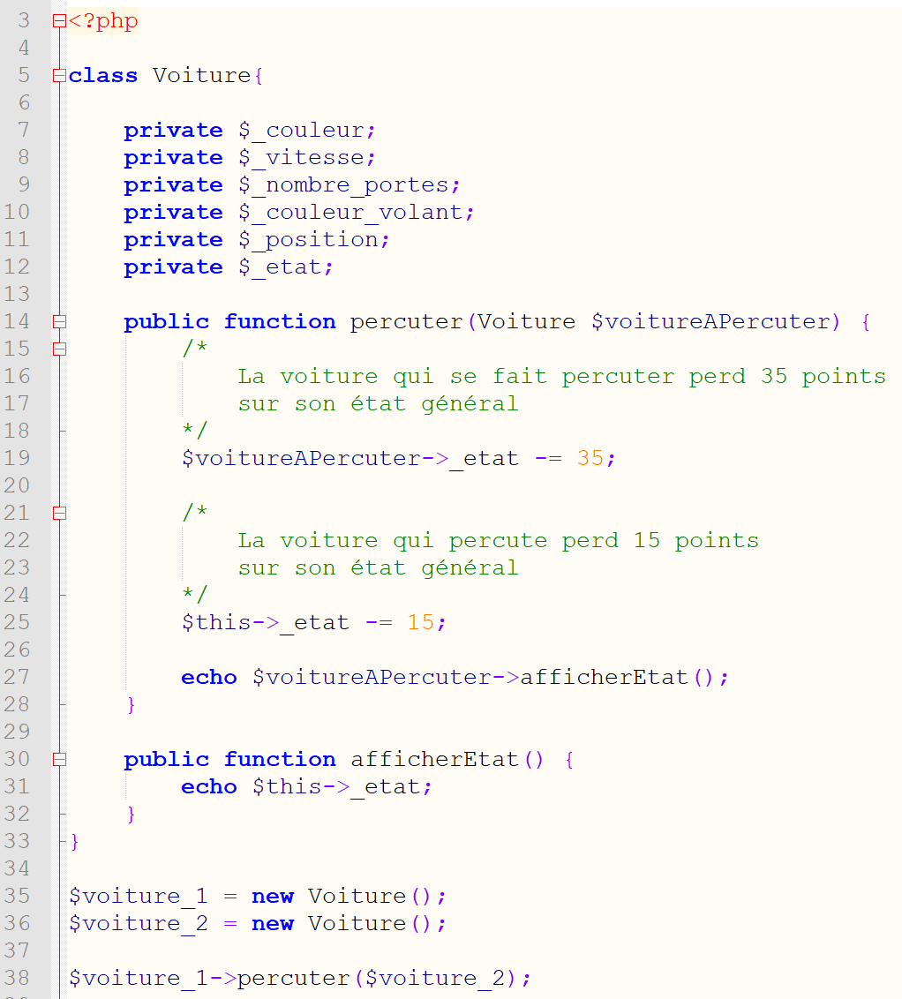 3 <?php
4
5 class Voiture{
6
7 private $_couleur;
8 private $_vitesse;
9 private $_nombre_portes;
10 private $_couleur_volant;
11 private $_position;
12 private $_etat;
13
14 public function percuter(Voiture $voitureAPercuter) {
15 /*
16 La voiture qui se fait percuter perd 35 points
17 sur son état général
18 */
19 $voitureAPercuter->_etat -= 35;
20
21 /*
22 La voiture qui percute perd 15 points
23 sur son état général
24 */
25 $this->_etat -= 15;
26
27 echo $voitureAPercuter->afficherEtat();
28 }
29
30 public function afficherEtat() {
31 echo $this->_etat;
32 }
33 }
34
35 $voiture_1 = new Voiture();
36 $voiture_2 = new Voiture();
37
38 $voiture_1->percuter($voiture_2);